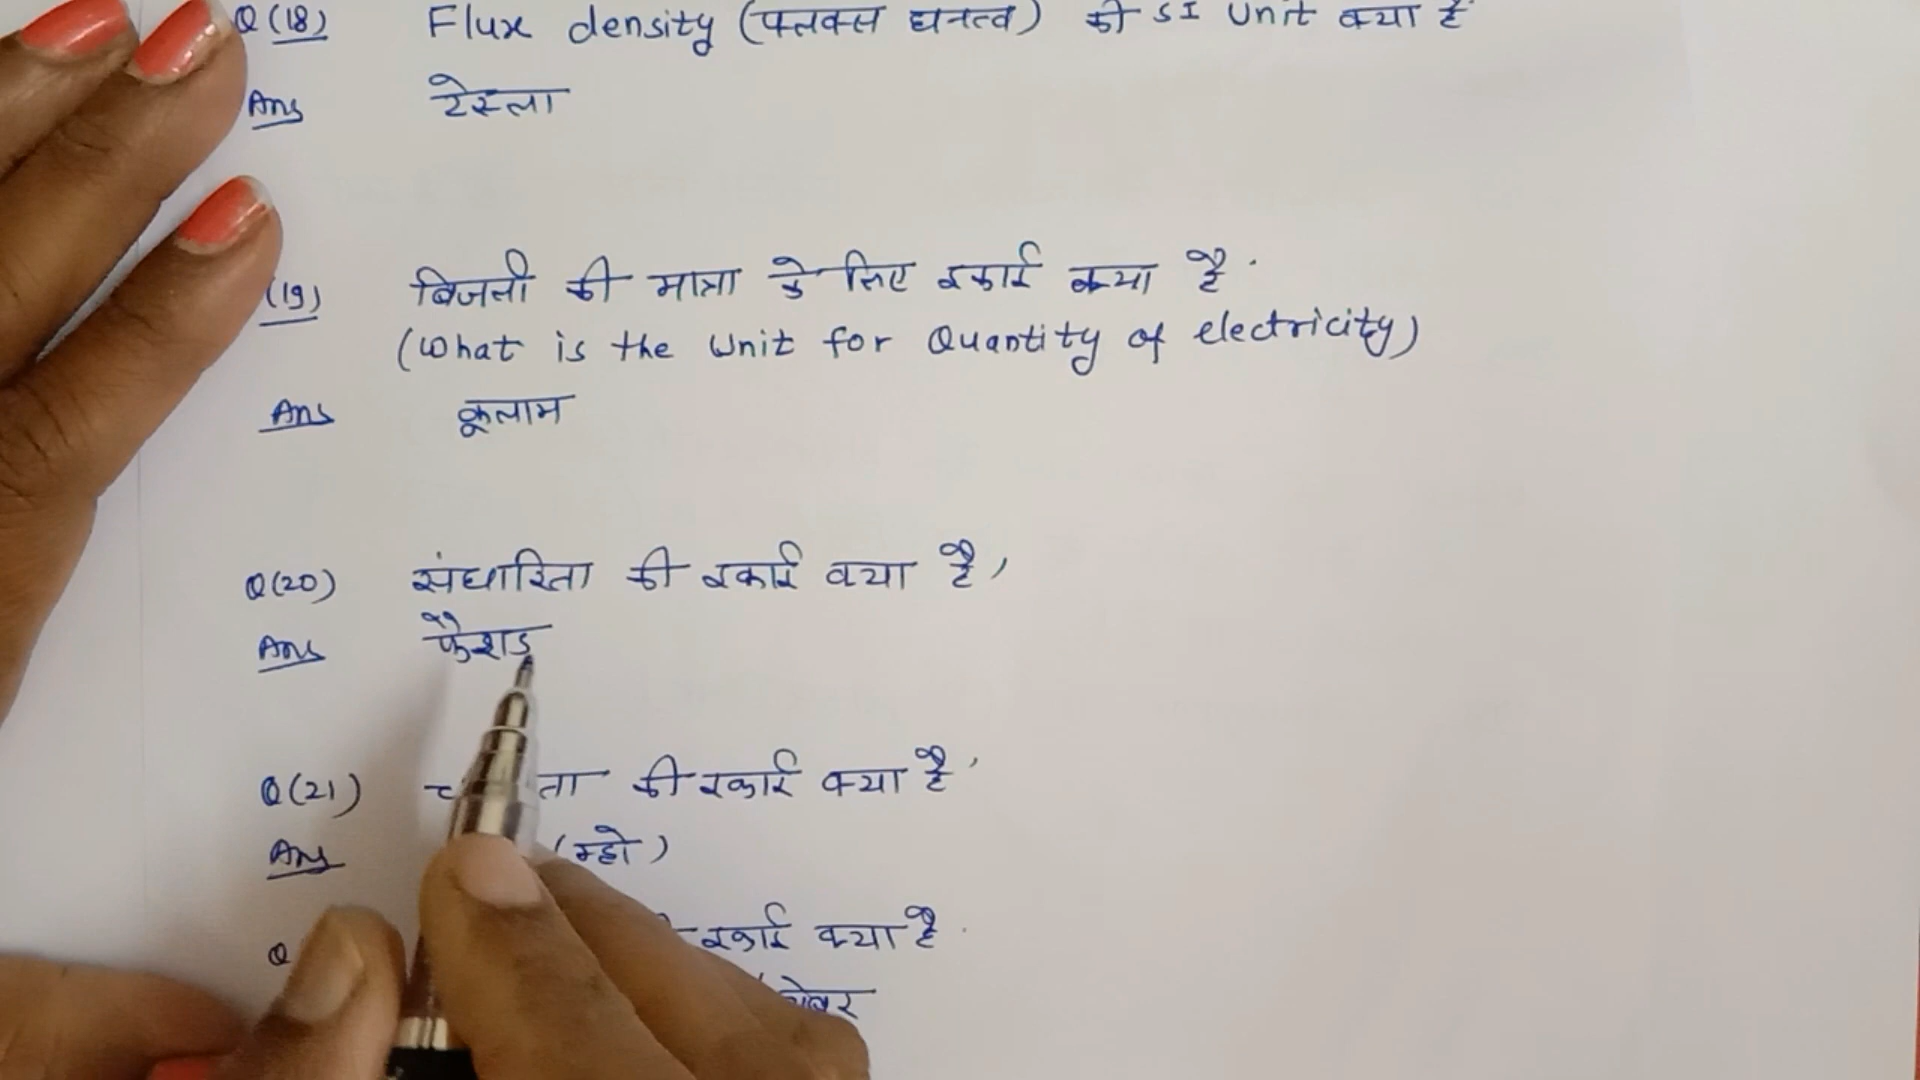 Q(18) Flux density (फ्लक्स घनत्व) की SI Unit क्या है
Ans टेस्ला
(19) बिजली की मात्रा के लिए इकाई क्या है.
(What is the Unit for Quantity of electricity)
Ans कूलाम
Q(20) संधारिता की इकाई क्या है,
Ans फैराड
Q(21) ता की इकाई क्या है,
Ans (म्हो)
Q इकाई क्या है.